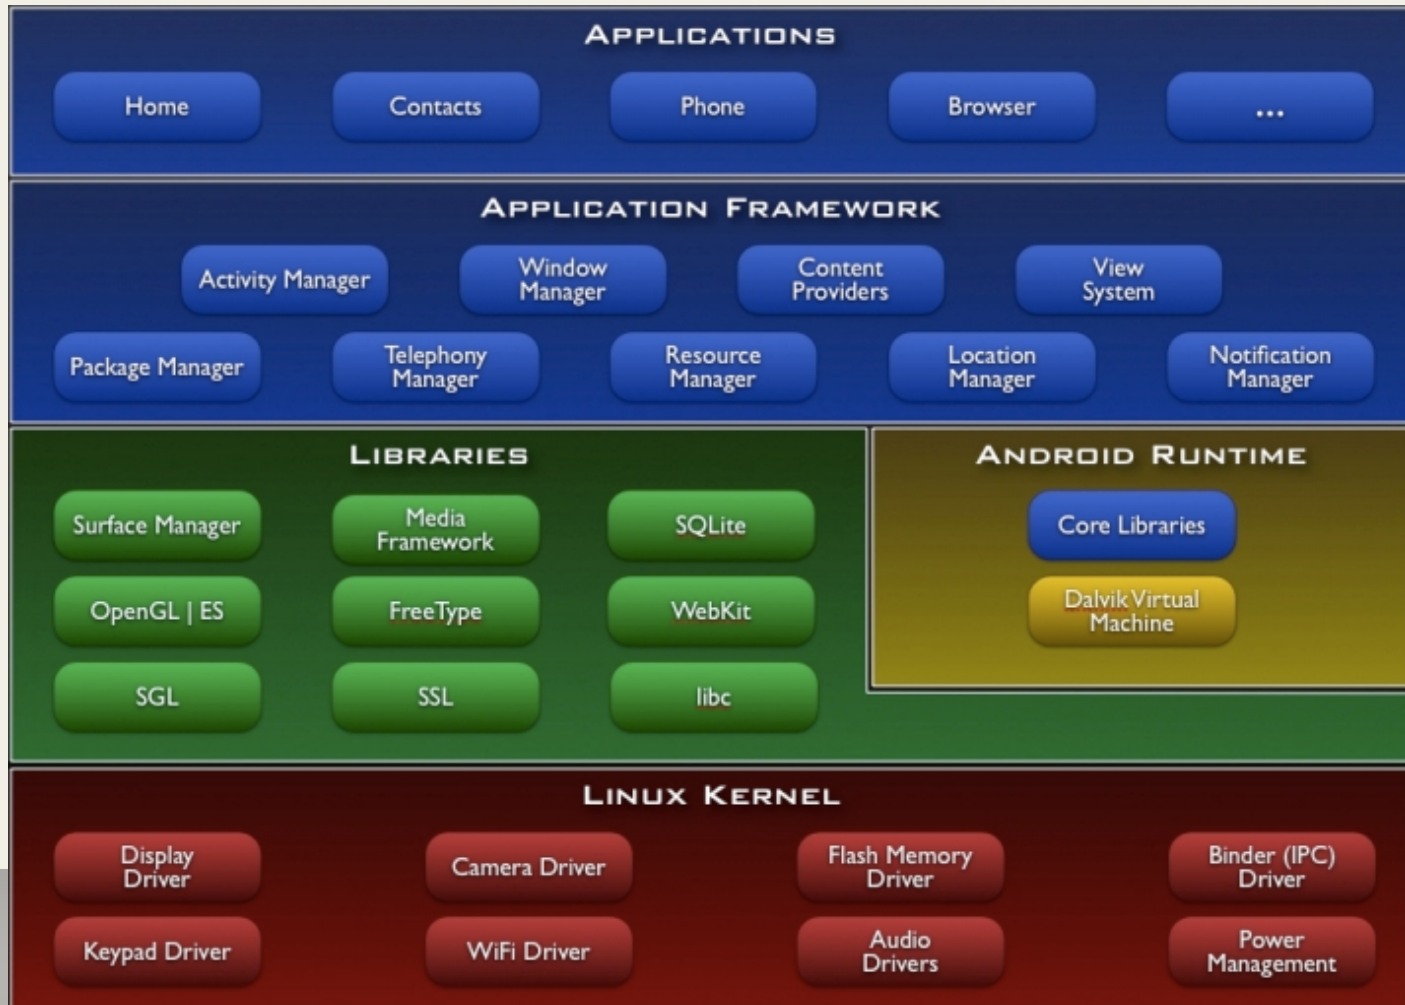 APPLICATIONS
Home
Contacts
Phone
Browser
...
APPLICATION FRAMEWORK
Activity Manager
Window
Manager
Content
Providers
View
System
Package Manager
Telephony
Manager
Resource
Manager
Location
Manager
Notification
Manager
LIBRARIES
Surface Manager
Media
Framework
SQLite
OpenGL | ES
FreeType
WebKit
SGL
SSL
libc
ANDROID RUNTIME
Core Libraries
Dalvik Virtual
Machine
LINUX KERNEL
Display
Driver
Camera Driver
Flash Memory
Driver
Binder (IPC)
Driver
Keypad Driver
WiFi Driver
Audio
Drivers
Power
Management